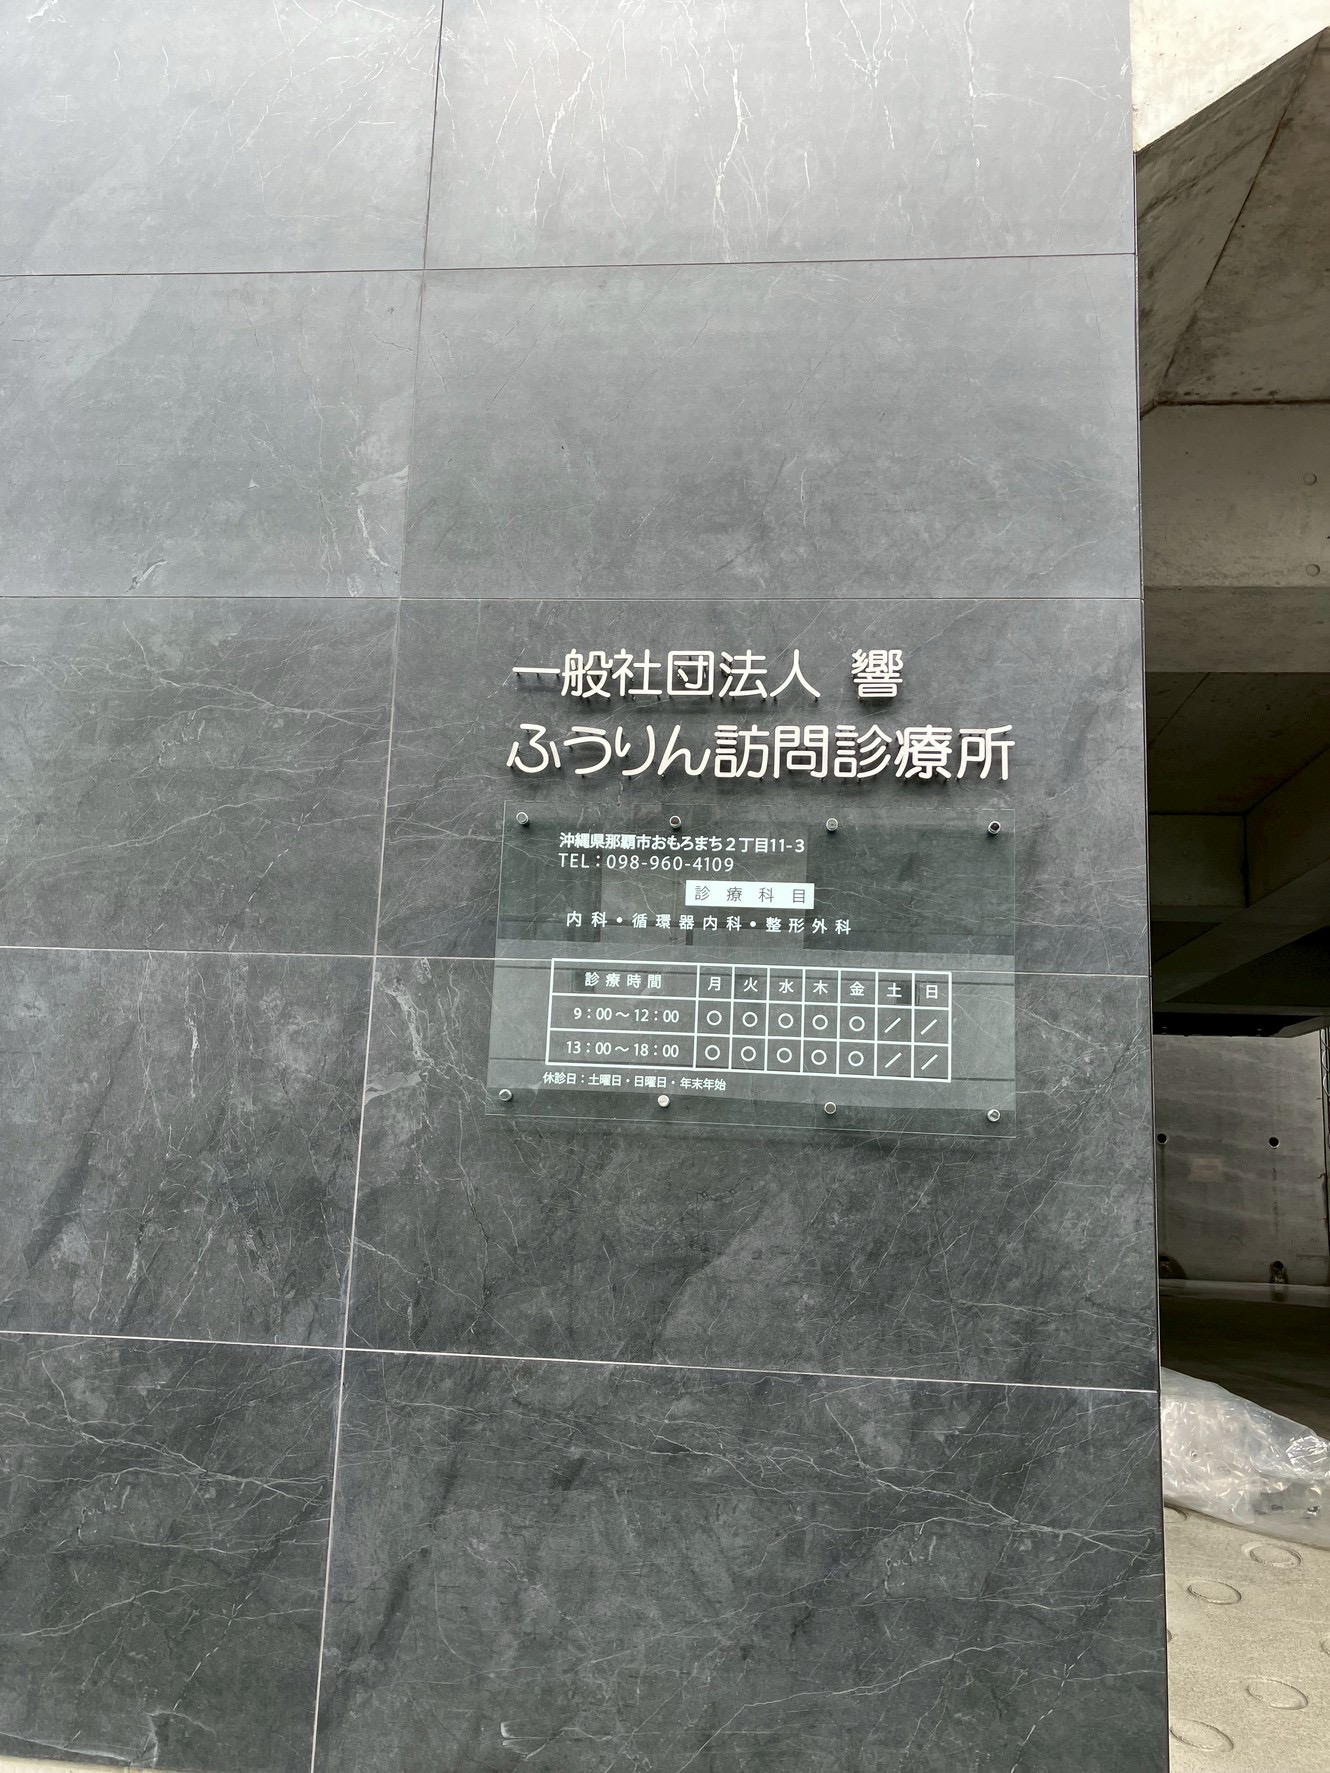 一般社団法人 響
ふうりん訪問診療所
沖縄県那覇市おもろまち2丁目11-3
TEL：098-960-4109
診療科目
内科・循環器内科・整形外科
診療時間 月 火 水 木 金 土 日
9：00～12：00 ○ ○ ○ ○ ○ ／ ／
13：00～18：00 ○ ○ ○ ○ ○ ／ ／
休診日：土曜日・日曜日・年末年始